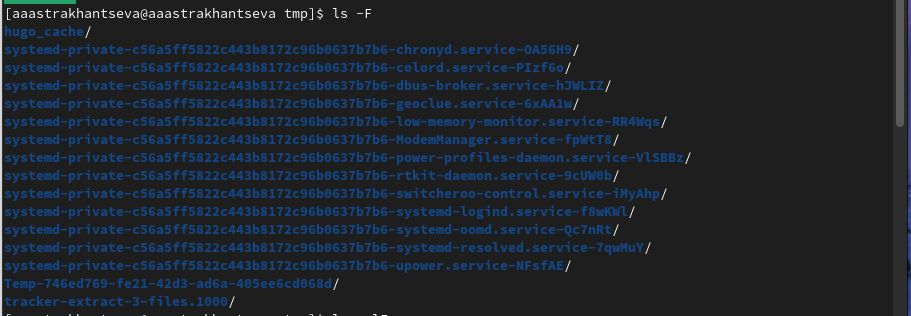 [aaastrakhantseva@aaastrakhantseva tmp]$ ls -F
hugo_cache/
systemd-private-c56a5ff5822c443b8172c96b0637b7b6-chronyd.service-OA56H9/
systemd-private-c56a5ff5822c443b8172c96b0637b7b6-colord.service-PIzf6o/
systemd-private-c56a5ff5822c443b8172c96b0637b7b6-dbus-broker.service-hJWLIZ/
systemd-private-c56a5ff5822c443b8172c96b0637b7b6-geoclue.service-6xAA1w/
systemd-private-c56a5ff5822c443b8172c96b0637b7b6-low-memory-monitor.service-RR4Wqs/
systemd-private-c56a5ff5822c443b8172c96b0637b7b6-ModemManager.service-fpWtT8/
systemd-private-c56a5ff5822c443b8172c96b0637b7b6-power-profiles-daemon.service-VlSBBz/
systemd-private-c56a5ff5822c443b8172c96b0637b7b6-rtkit-daemon.service-9cUW0b/
systemd-private-c56a5ff5822c443b8172c96b0637b7b6-switcheroo-control.service-iMyAhp/
systemd-private-c56a5ff5822c443b8172c96b0637b7b6-systemd-logind.service-f8wKWl/
systemd-private-c56a5ff5822c443b8172c96b0637b7b6-systemd-oomd.service-Qc7nRt/
systemd-private-c56a5ff5822c443b8172c96b0637b7b6-systemd-resolved.service-7qwMuY/
systemd-private-c56a5ff5822c443b8172c96b0637b7b6-upower.service-NFsfAE/
Temp-746ed769-fe21-42d3-ad6a-405ee6cd068d/
tracker-extract-3-files.1000/